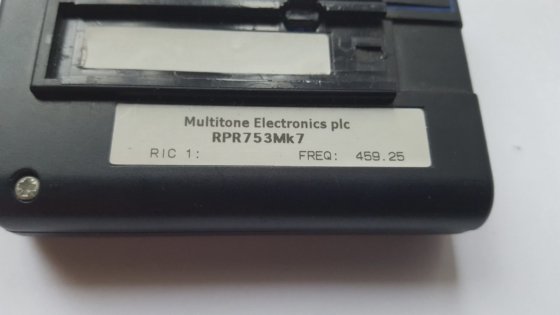 Multitone Electronics plc
RPR753Mk7
RIC 1: FREQ: 459.25